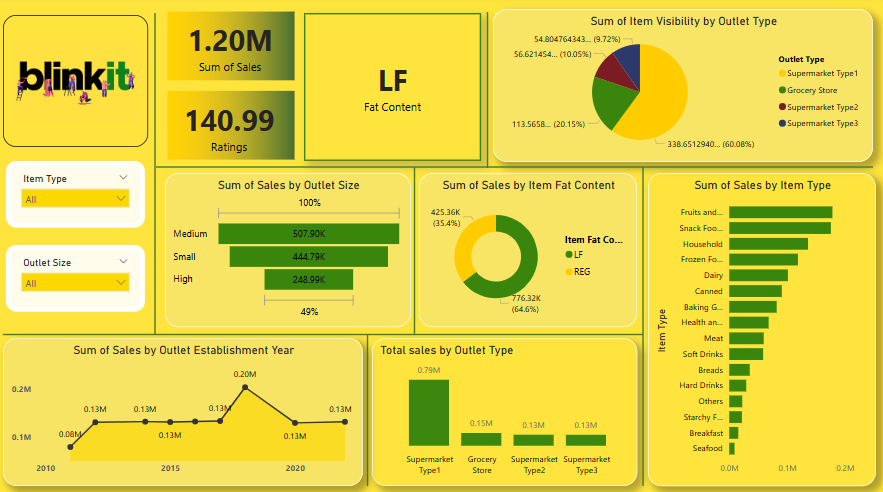 blinkit
1.20M
Sum of Sales
140.99
Ratings
LF
Fat Content
Sum of Item Visibility by Outlet Type
54.804764343... (9.72%)
56.621454... (10.05%)
113.5658... (20.15%)
338.6512940... (60.08%)
Outlet Type
Supermarket Type1
Grocery Store
Supermarket Type2
Supermarket Type3
Item Type
All
Outlet Size
All
Sum of Sales by Outlet Size
100%
Medium
507.90K
Small
444.79K
High
248.99K
49%
Sum of Sales by Item Fat Content
425.36K
(35.4%)
776.32K
(64.6%)
Item Fat Co...
LF
REG
Sum of Sales by Item Type
Item Type
Fruits and...
Snack Foo...
Household
Frozen Fo...
Dairy
Canned
Baking G...
Health an...
Meat
Soft Drinks
Breads
Hard Drinks
Others
Starchy F...
Breakfast
Seafood
0.0M 0.1M 0.2M
Sum of Sales by Outlet Establishment Year
0.2M
0.1M
0.08M
0.13M
0.13M
0.13M
0.13M
0.20M
0.13M
0.13M
2010 2015 2020
Total sales by Outlet Type
0.79M
0.15M
0.13M
0.13M
Supermarket Type1
Grocery Store
Supermarket Type2
Supermarket Type3